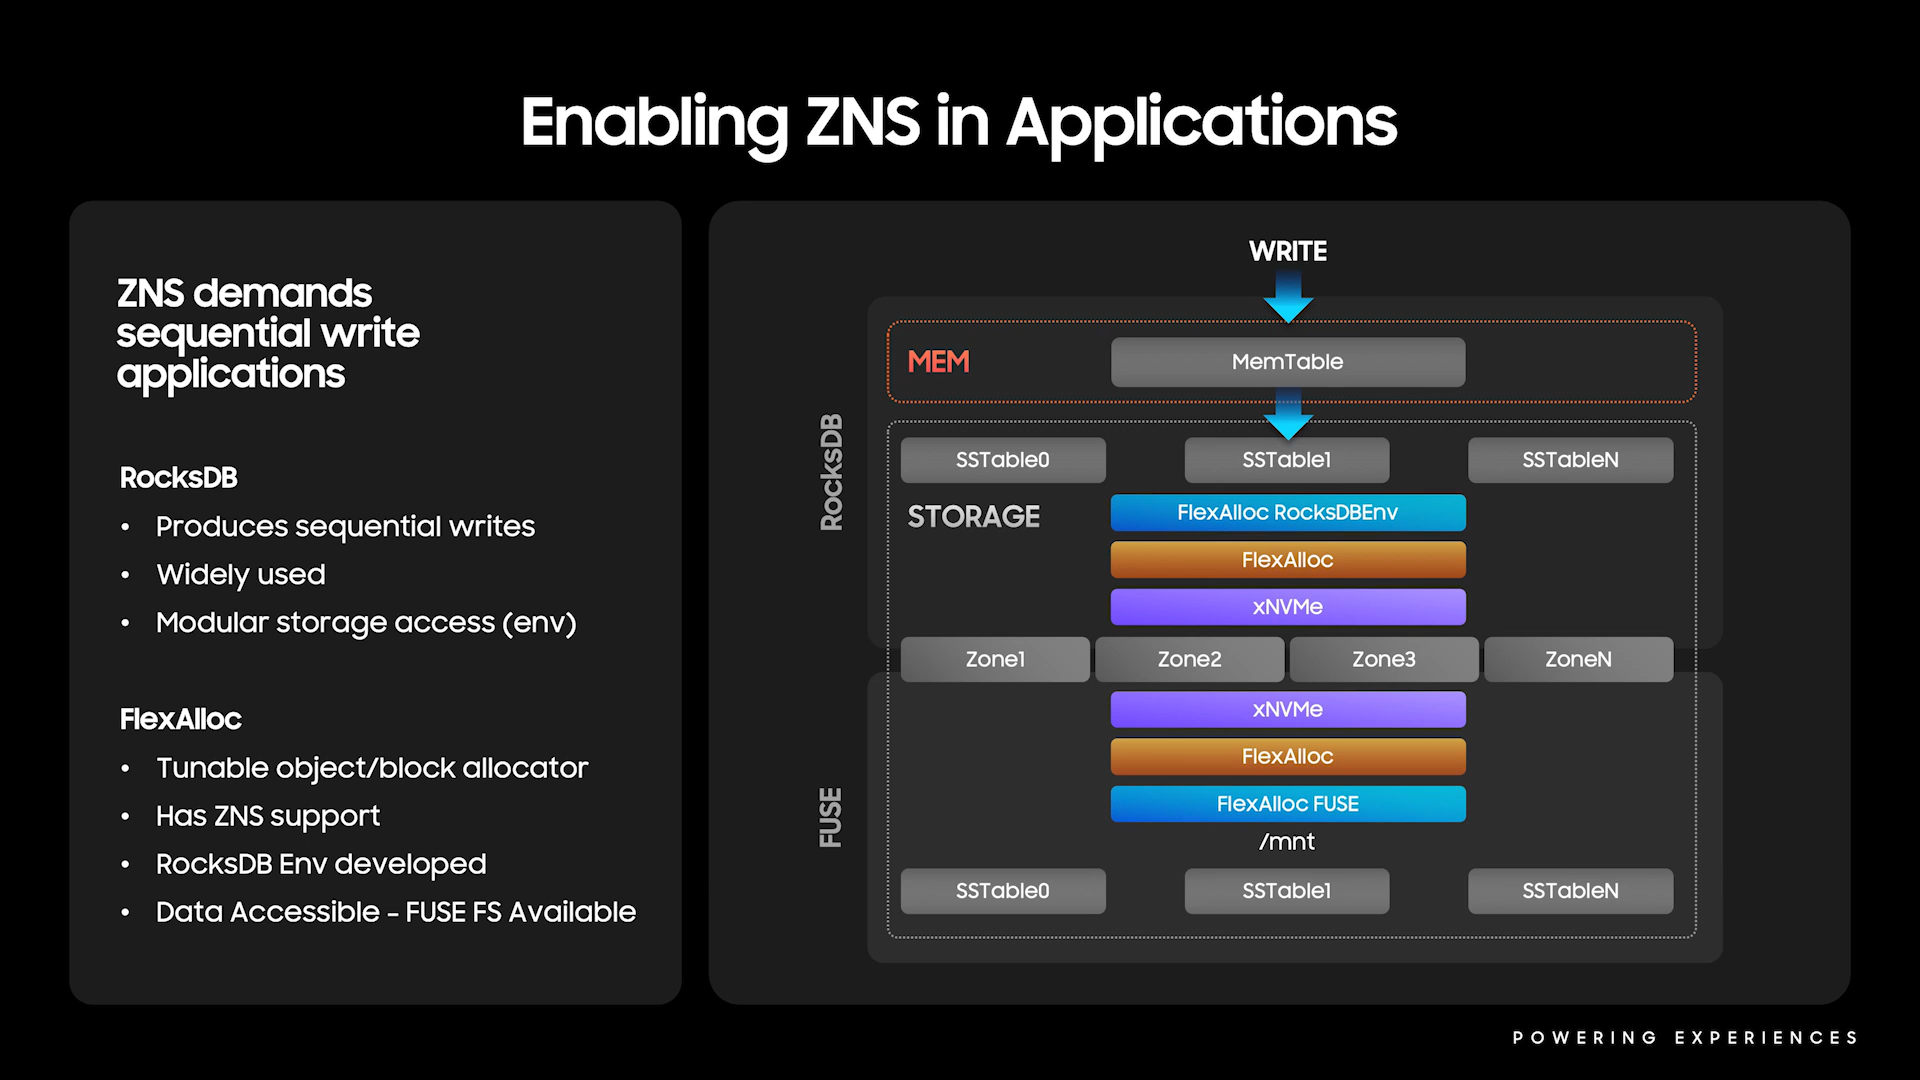 Enabling ZNS in Applications
ZNS demands
sequential write
applications
RocksDB
• Produces sequential writes
• Widely used
• Modular storage access (env)
FlexAlloc
• Tunable object/block allocator
• Has ZNS support
• RocksDB Env developed
• Data Accessible - FUSE FS Available
WRITE
RocksDB
MEM
MemTable
SSTable0 SSTable1 SSTableN
STORAGE
FlexAlloc RocksDBEnv
FlexAlloc
xNVMe
Zone1 Zone2 Zone3 ZoneN
FUSE
xNVMe
FlexAlloc
FlexAlloc FUSE
/mnt
SSTable0 SSTable1 SSTableN
POWERING EXPERIENCES